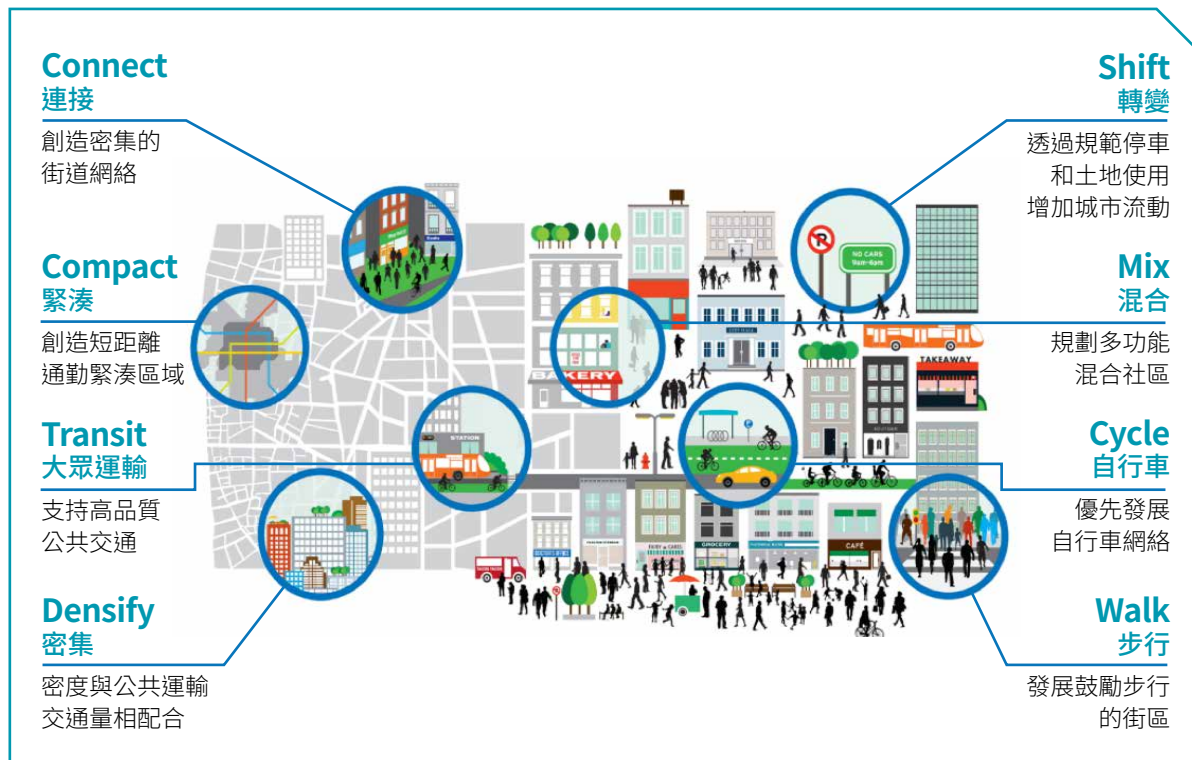 Connect
連接
創造密集的
街道網絡
Compact
緊湊
創造短距離
通勤緊湊區域
Transit
大眾運輸
支持高品質
公共交通
Densify
密集
密度與公共運輸
交通量相配合
Shift
轉變
透過規範停車
和土地使用
增加城市流動
Mix
混合
規劃多功能
混合社區
Cycle
自行車
優先發展
自行車網絡
Walk
步行
發展鼓勵步行
的街區
P
NO CARS
9am-6pm
BAKERY
TAKEAWAY
STATION
GROCERY
CAFÉ